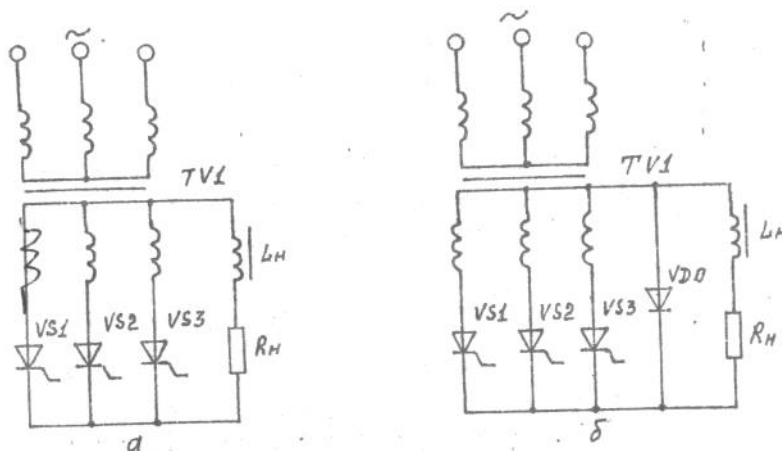 ~ ~
TV1 TV1
Lн Lн
VS1 VS2 VS3 VD0 VS1 VS2 VS3
Rн Rн
а б